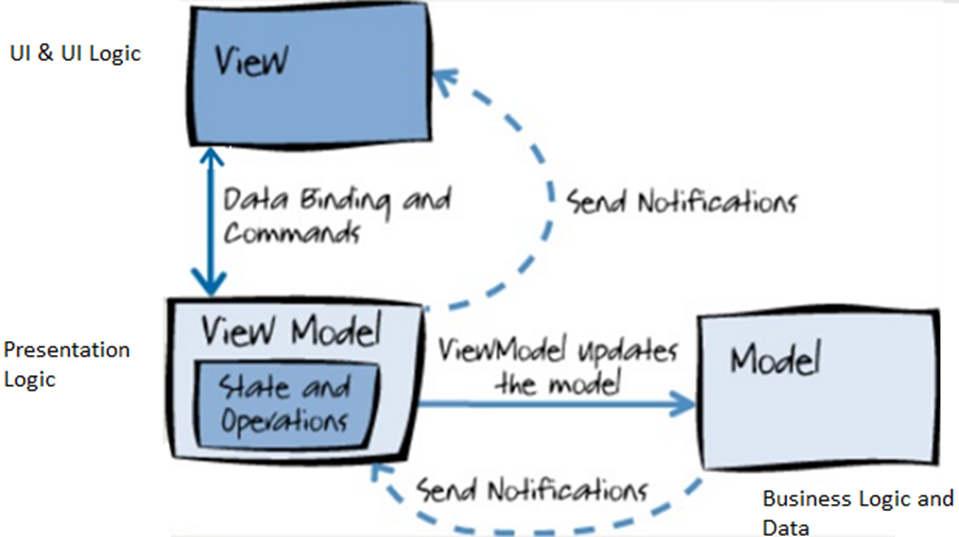 UI & UI Logic
View
Data Binding and
Commands
Send Notifications
Presentation
Logic
View Model
State and
Operations
ViewModel updates
the model
Model
Send Notifications
Business Logic and
Data